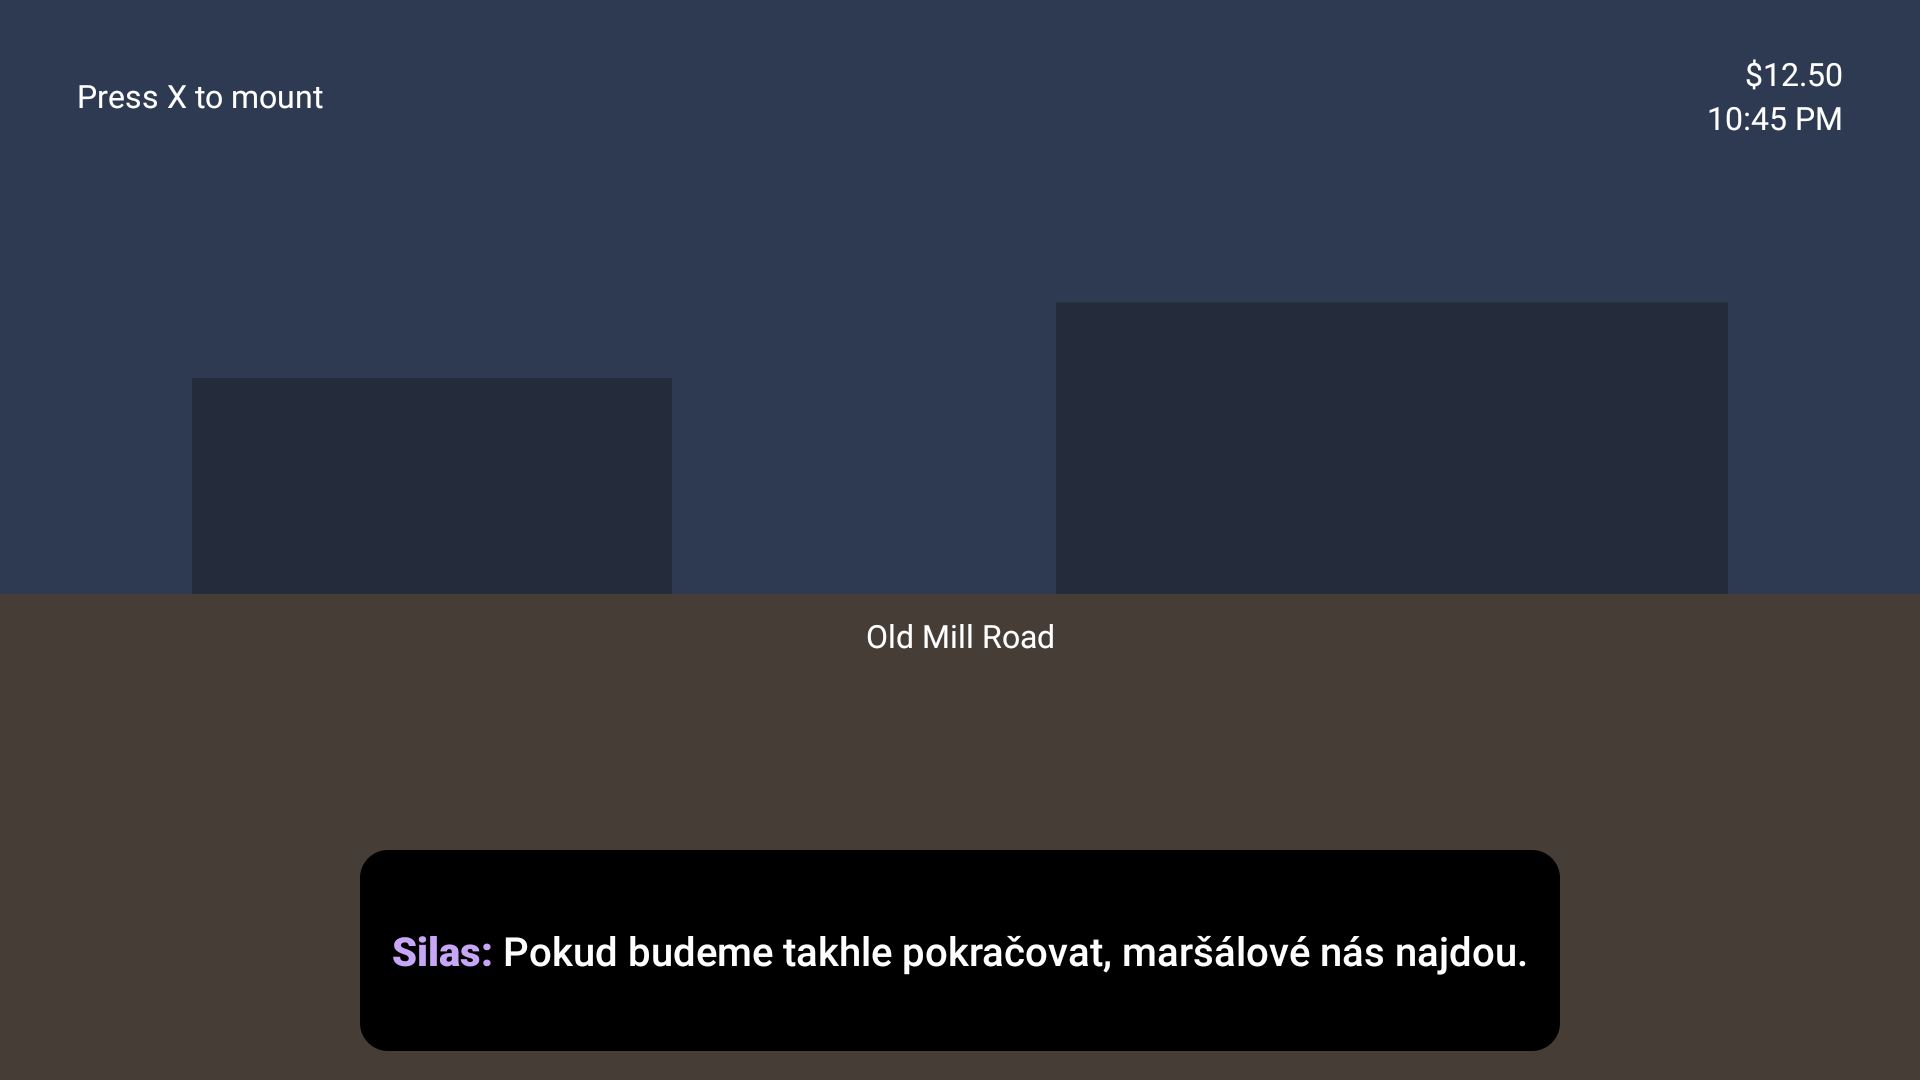 Press X to mount
$12.50
10:45 PM
Old Mill Road
Silas: Pokud budeme takhle pokračovat, maršálové nás najdou.